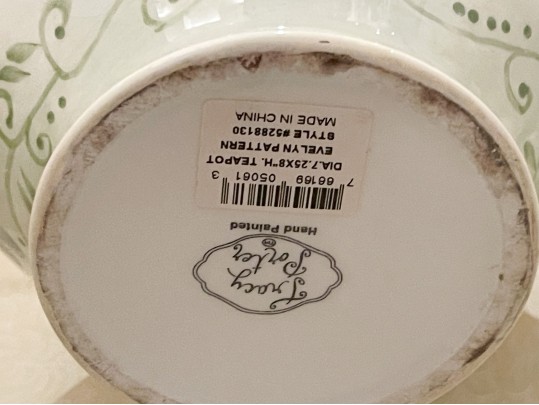 Tracy
Porter
TM
Hand Painted
7 66169 05061 3
DIA.7.25X8"H. TEAPOT
EVELYN PATTERN
STYLE #5288130
MADE IN CHINA